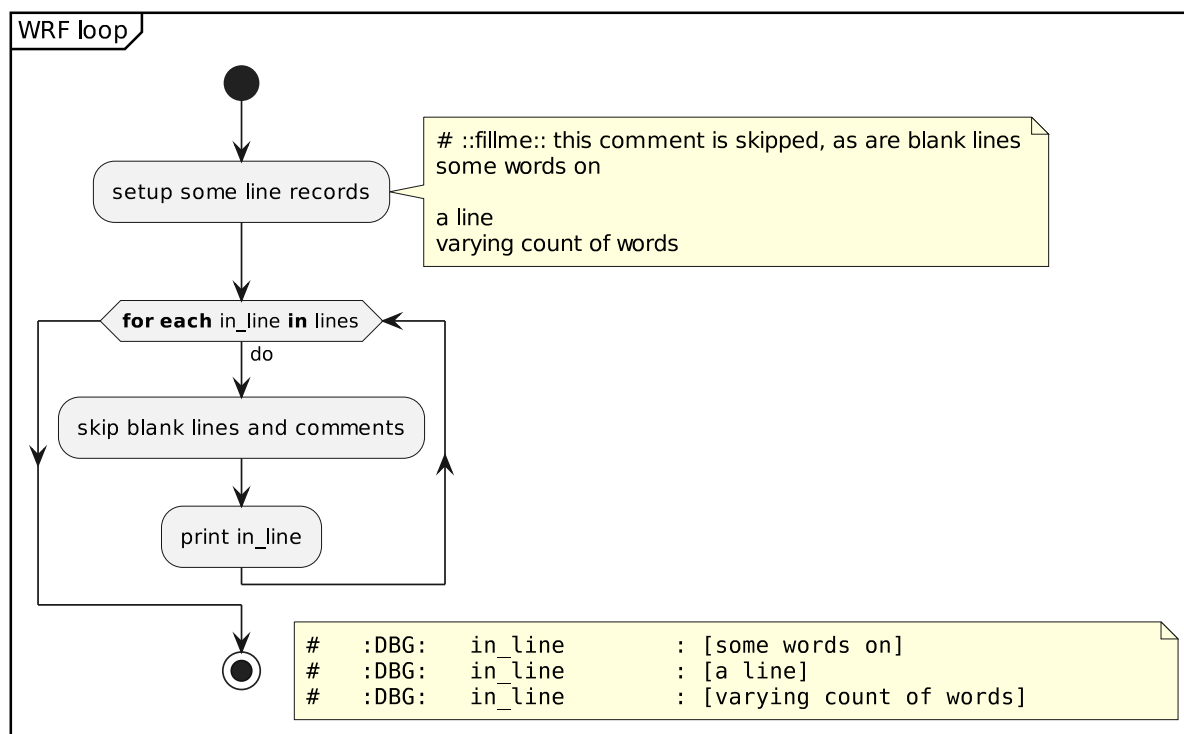 WRF loop
# ::fillme:: this comment is skipped, as are blank lines
some words on
a line
varying count of words
setup some line records
for each in_line in lines
do
skip blank lines and comments
print in_line
#   :DBG:   in_line        : [some words on]
#   :DBG:   in_line        : [a line]
#   :DBG:   in_line        : [varying count of words]